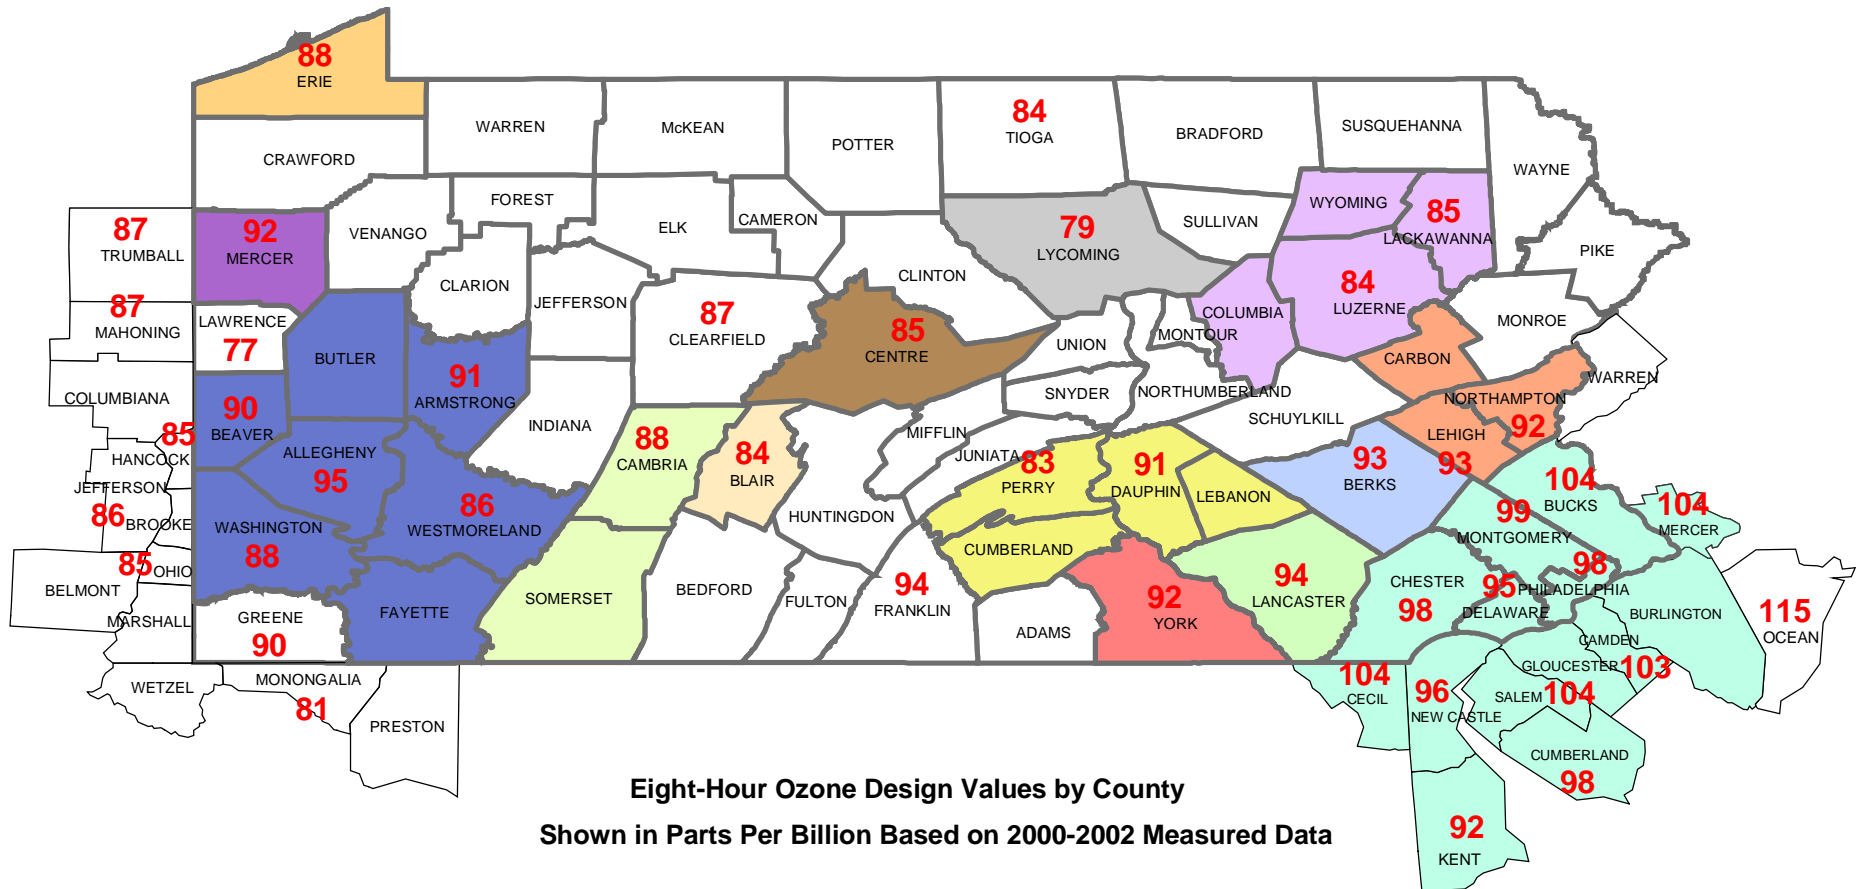 88
ERIE
WARREN
McKEAN
POTTER
84
TIOGA
BRADFORD
SUSQUEHANNA
WAYNE
CRAWFORD
FOREST
VENANGO
ELK
CAMERON
79
LYCOMING
SULLIVAN
WYOMING
85
LACKAWANNA
PIKE
87
TRUMBALL
92
MERCER
CLARION
JEFFERSON
CLINTON
87
CLEARFIELD
84
LUZERNE
COLUMBIA
MONTOUR
MONROE
87
MAHONING
LAWRENCE
77
BUTLER
85
CENTRE
UNION
CARBON
WARREN
COLUMBIANA
90
BEAVER
91
ARMSTRONG
INDIANA
SNYDER
NORTHUMBERLAND
SCHUYLKILL
NORTHAMPTON
92
85
HANCOCK
ALLEGHENY
95
88
CAMBRIA
84
BLAIR
MIFFLIN
JUNIATA
83
PERRY
91
DAUPHIN
LEBANON
93
BERKS
LEHIGH
93
104
BUCKS
104
MERCER
JEFFERSON
86
BROOKE
WASHINGTON
88
86
WESTMORELAND
HUNTINGDON
CUMBERLAND
99
MONTGOMERY
85
OHIO
BELMONT
MARSHALL
GREENE
90
FAYETTE
SOMERSET
BEDFORD
FULTON
94
FRANKLIN
ADAMS
92
YORK
94
LANCASTER
CHESTER
98
95
DELAWARE
98
PHILADELPHIA
BURLINGTON
115
OCEAN
CAMDEN
103
GLOUCESTER
WETZEL
MONONGALIA
81
PRESTON
104
CECIL
96
NEW CASTLE
SALEM
104
CUMBERLAND
98
92
KENT
Eight-Hour Ozone Design Values by County
Shown in Parts Per Billion Based on 2000-2002 Measured Data